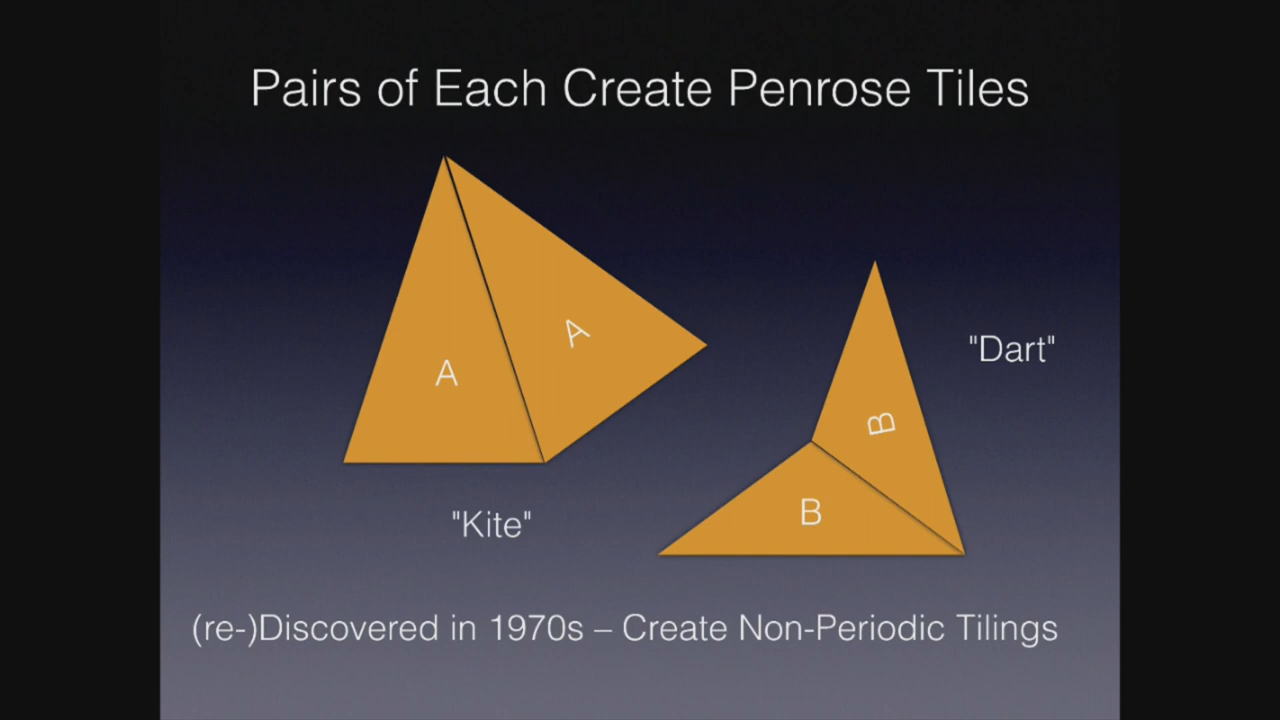 Pairs of Each Create Penrose Tiles
A
A
"Dart"
B
B
"Kite"
(re-)Discovered in 1970s – Create Non-Periodic Tilings